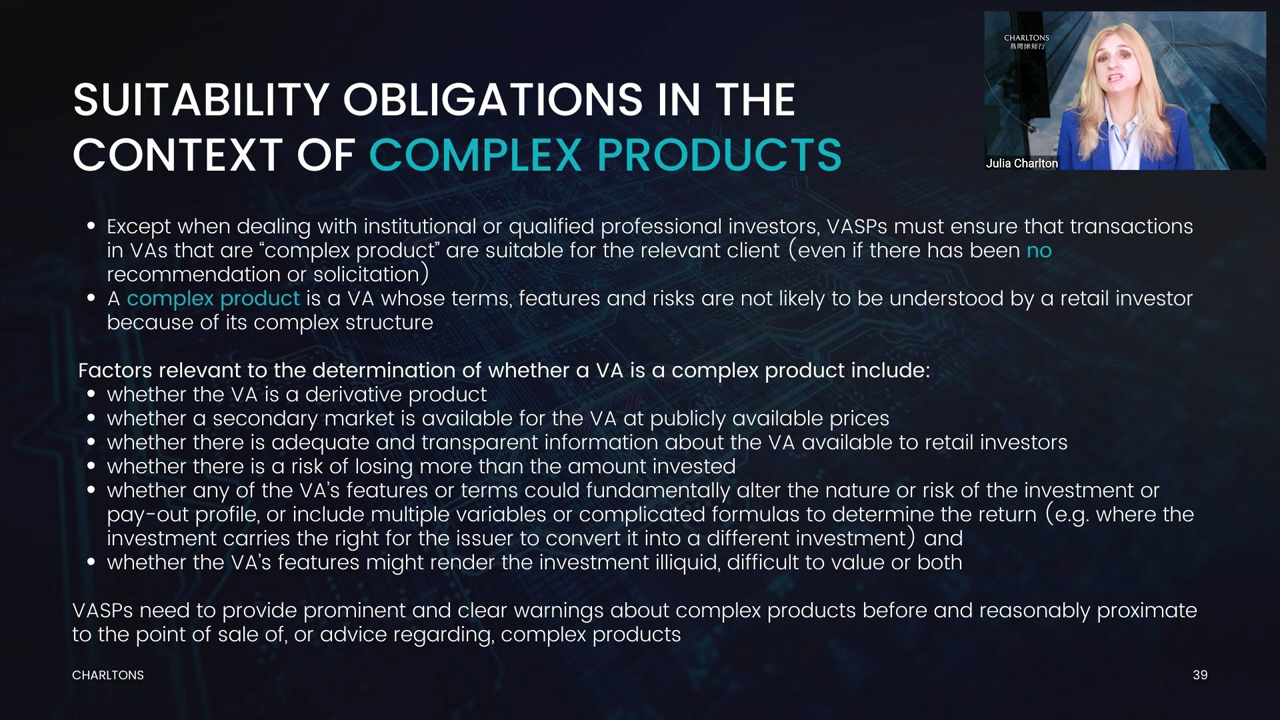 CHARLTONS
易周律師行
Julia Charlton
SUITABILITY OBLIGATIONS IN THE
CONTEXT OF COMPLEX PRODUCTS
• Except when dealing with institutional or qualified professional investors, VASPs must ensure that transactions
in VAs that are “complex product” are suitable for the relevant client (even if there has been no
recommendation or solicitation)
• A complex product is a VA whose terms, features and risks are not likely to be understood by a retail investor
because of its complex structure
Factors relevant to the determination of whether a VA is a complex product include:
• whether the VA is a derivative product
• whether a secondary market is available for the VA at publicly available prices
• whether there is adequate and transparent information about the VA available to retail investors
• whether there is a risk of losing more than the amount invested
• whether any of the VA’s features or terms could fundamentally alter the nature or risk of the investment or
pay-out profile, or include multiple variables or complicated formulas to determine the return (e.g. where the
investment carries the right for the issuer to convert it into a different investment) and
• whether the VA’s features might render the investment illiquid, difficult to value or both
VASPs need to provide prominent and clear warnings about complex products before and reasonably proximate
to the point of sale of, or advice regarding, complex products
CHARLTONS
39